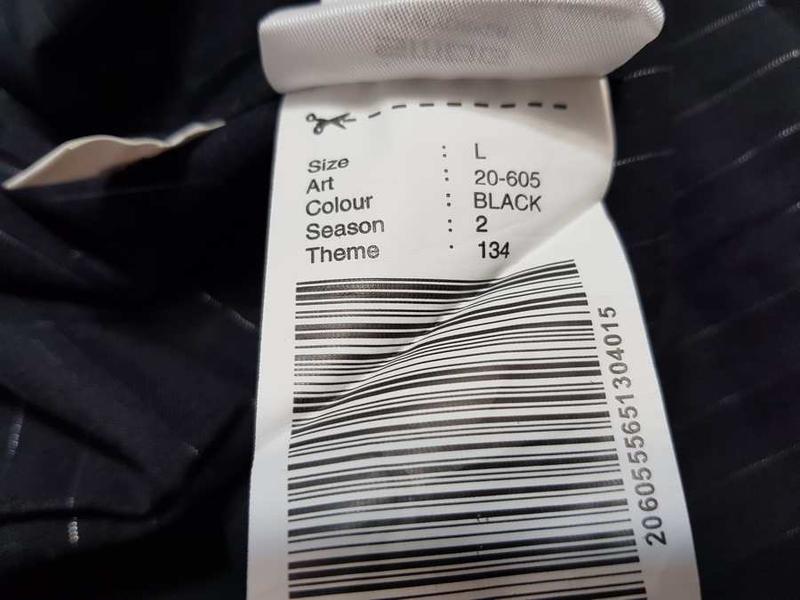 Size : L
Art : 20-605
Colour : BLACK
Season : 2
Theme : 134
2060555651304015